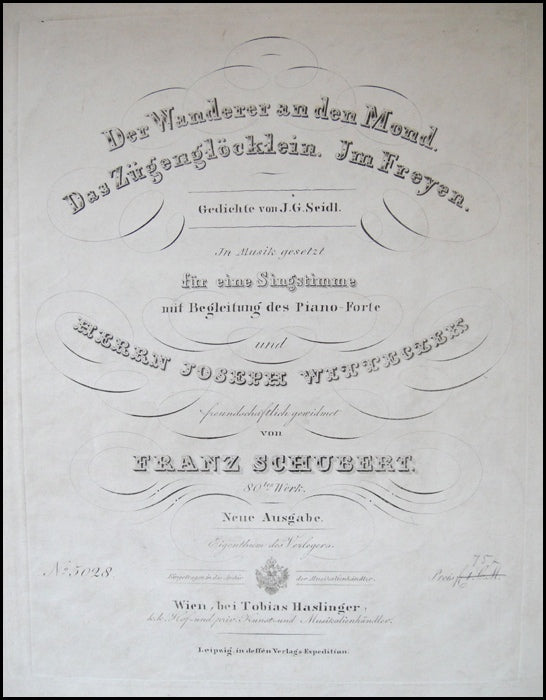 Der Wanderer an den Mond.
Das Zügenglöcklein. Im Freyen.
Gedichte von J. G. Seidl.
In Musik gesetzt
für eine Singstimme
mit Begleitung des Piano-Forte
und
HERRN JOSEPH WITTECZEK
freundschaftlich gewidmet
von
FRANZ SCHUBERT.
80tes Werk.
Neue Ausgabe.
Eigenthum des Verlegers.
No. 5028.
Eingetragen in das Archiv der Musikalienhändler.
75
Preis
Wien, bei Tobias Haslinger,
k.k. Hof- und priv. Kunst- und Musikalienhändler.
Leipzig, in dessen Verlags-Expedition.